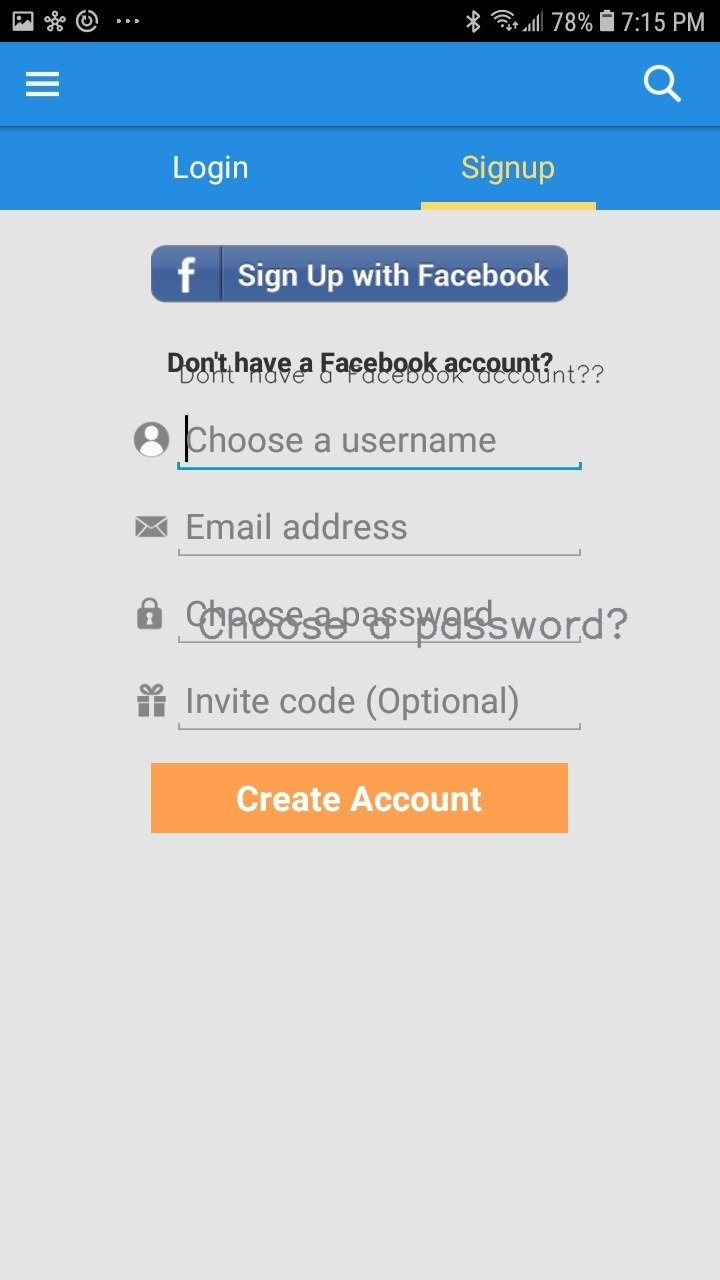 78% 7:15 PM
Login Signup
f Sign Up with Facebook
Don't have a Facebook account?
Dont have a Facebook account??
Choose a username
Email address
Choose a password
Choose a password?
Invite code (Optional)
Create Account